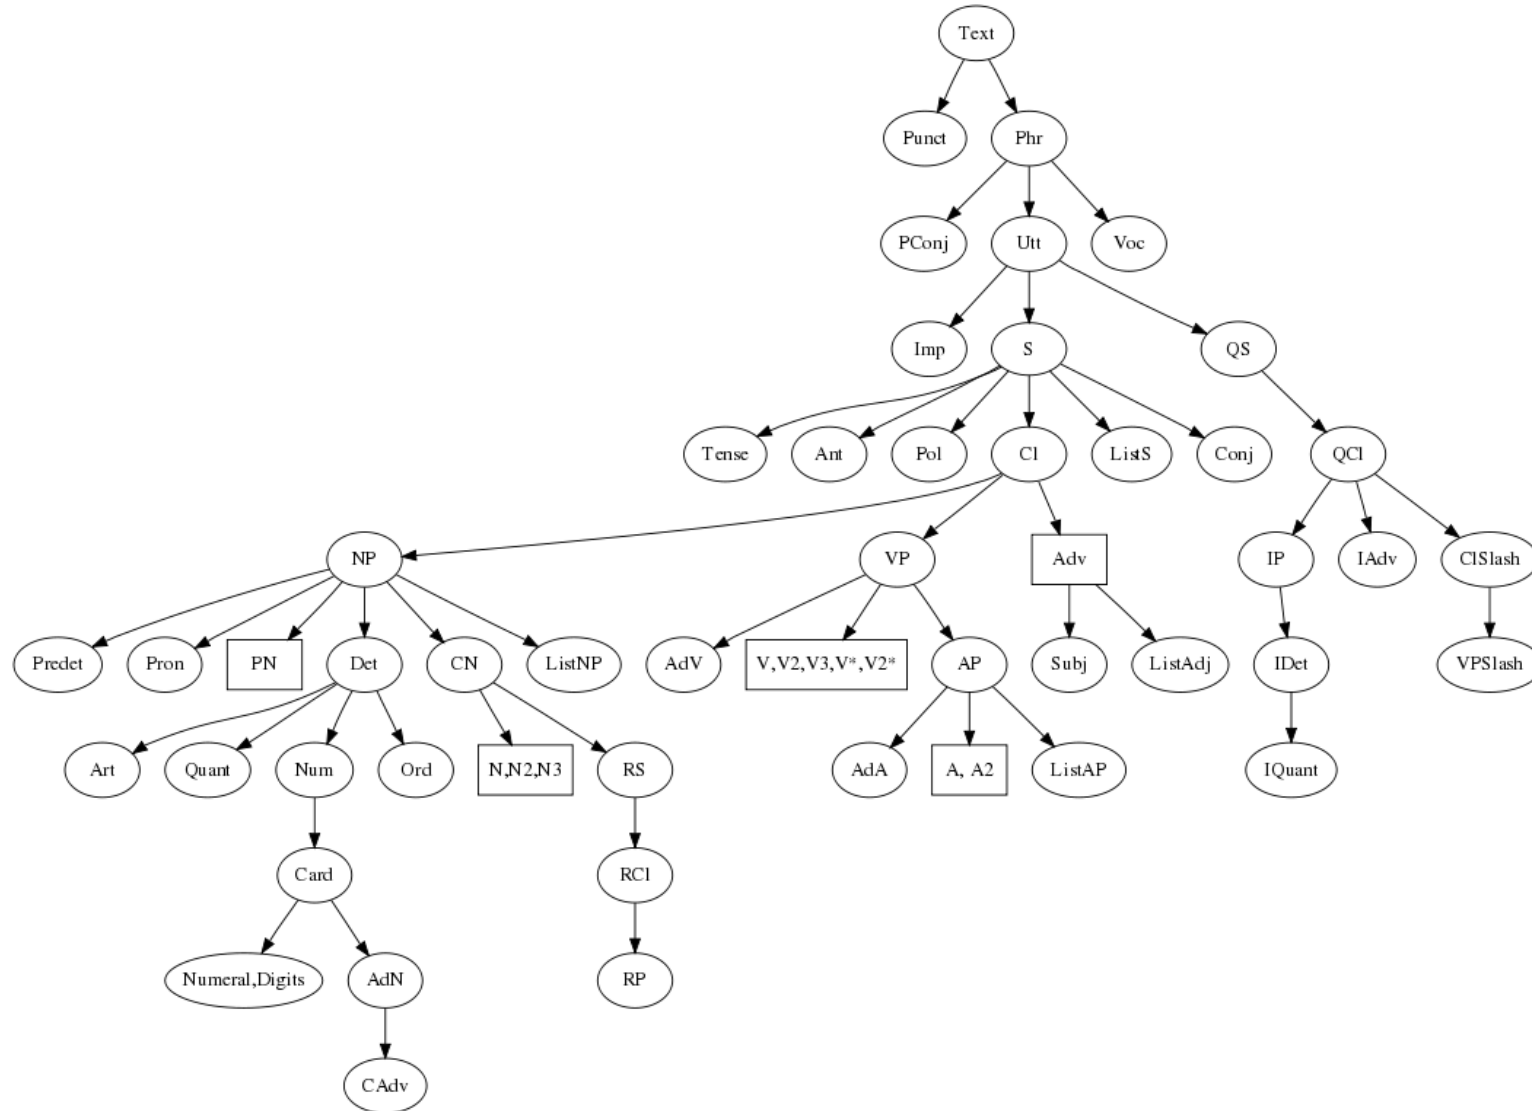 Text
Punct
Phr
PConj
Utt
Voc
Imp
S
QS
Tense
Ant
Pol
Cl
ListS
Conj
QCl
NP
VP
Adv
IP
IAdv
ClSlash
Predet
Pron
PN
Det
CN
ListNP
AdV
V,V2,V3,V*,V2*
AP
Subj
ListAdj
IDet
VPSlash
Art
Quant
Num
Ord
N,N2,N3
RS
AdA
A, A2
ListAP
IQuant
Card
RCl
Numeral,Digits
AdN
RP
CAdv